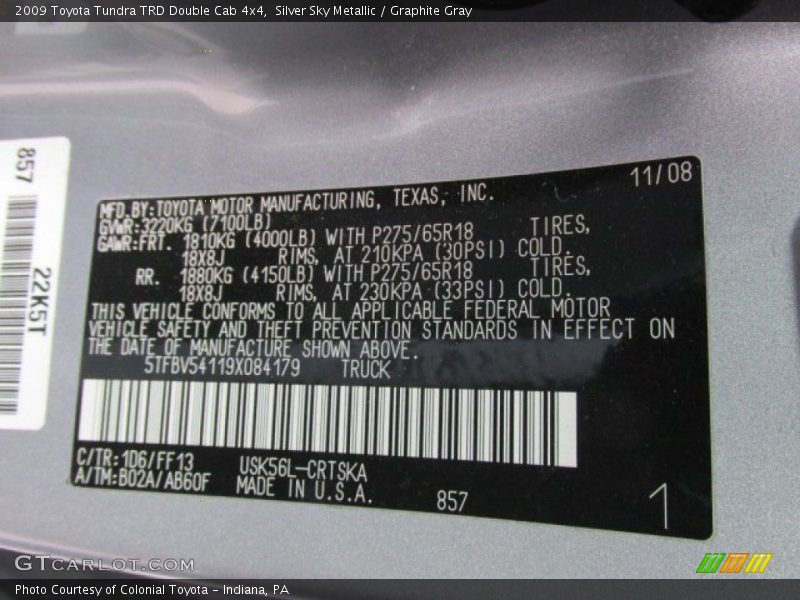 2009 Toyota Tundra TRD Double Cab 4x4, Silver Sky Metallic / Graphite Gray
857
22K5T
11/08
MFD.BY:TOYOTA MOTOR MANUFACTURING, TEXAS, INC.
GVWR:3220KG (7100LB)
GAWR:FRT. 1810KG (4000LB) WITH P275/65R18 TIRES,
18X8J RIMS, AT 210KPA (30PSI) COLD.
RR. 1880KG (4150LB) WITH P275/65R18 TIRES,
18X8J RIMS, AT 230KPA (33PSI) COLD.
THIS VEHICLE CONFORMS TO ALL APPLICABLE FEDERAL MOTOR
VEHICLE SAFETY AND THEFT PREVENTION STANDARDS IN EFFECT ON
THE DATE OF MANUFACTURE SHOWN ABOVE.
5TFBV54119X084179 TRUCK
C/TR:1D6/FF13 USK56L-CRTSKA
A/TM:B02A/AB60F MADE IN U.S.A. 857
1
GTCARLOT.COM
Photo Courtesy of Colonial Toyota - Indiana, PA